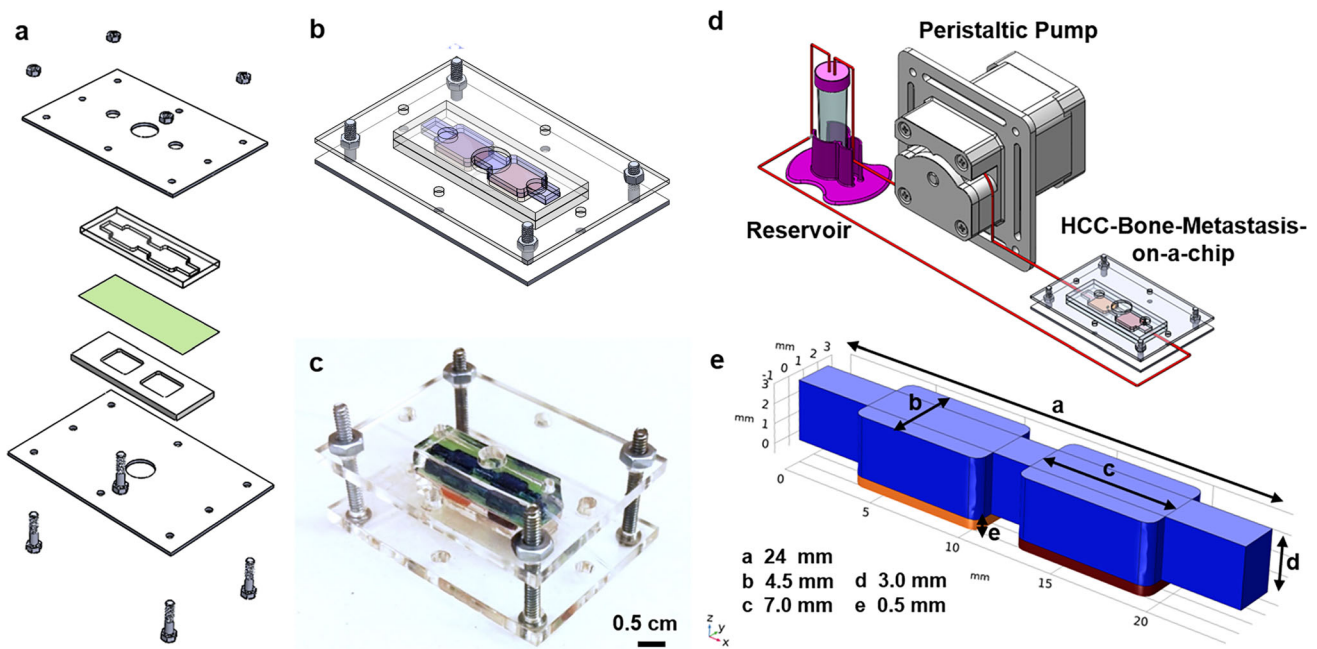 a
b
c
0.5 cm
d
Peristaltic Pump
Reservoir
HCC-Bone-Metastasis-
on-a-chip
e
mm
-1 0 1 2 3
3
2
1
0
mm
a
b
c
d
e
0
5
10
15
20
mm
a 24 mm
b 4.5 mm d 3.0 mm
c 7.0 mm e 0.5 mm
z
y
x